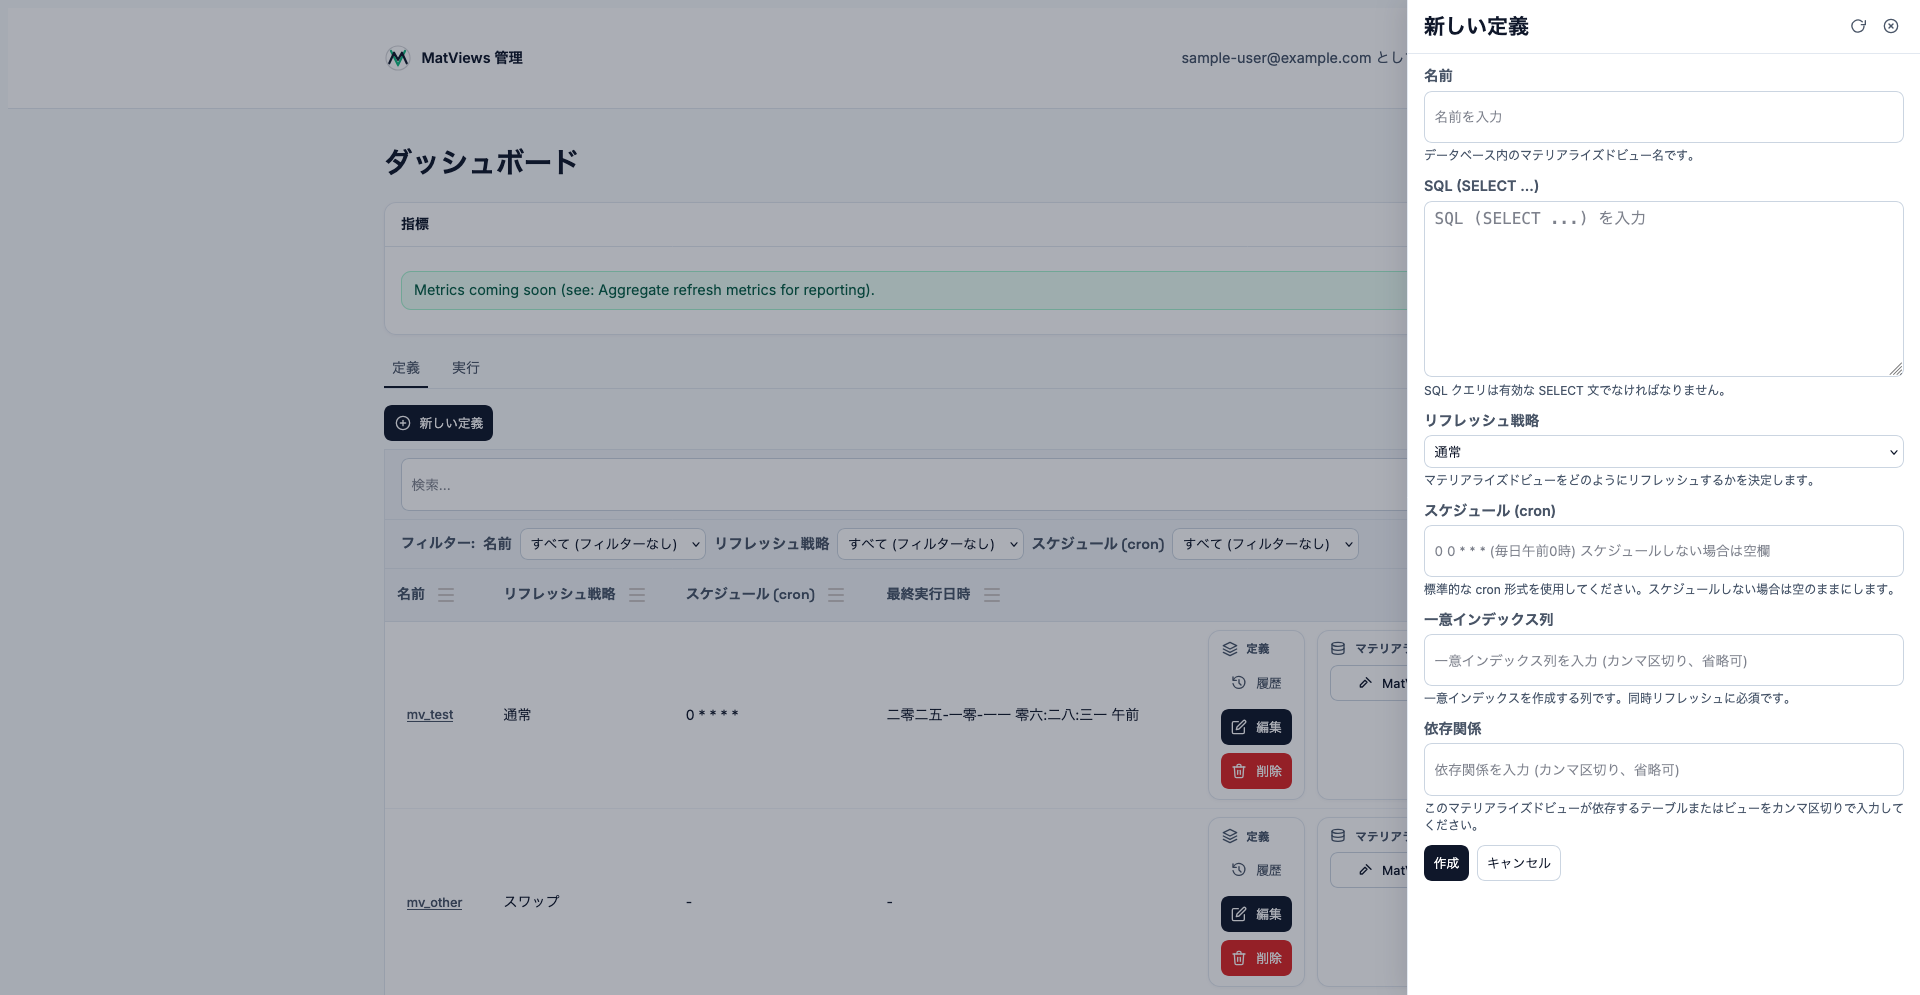 MatViews 管理
sample-user@example.com とし
ダッシュボード
指標
Metrics coming soon (see: Aggregate refresh metrics for reporting).
定義 実行
新しい定義
検索...
フィルター: 名前 すべて (フィルターなし) リフレッシュ戦略 すべて (フィルターなし) スケジュール (cron) すべて (フィルターなし)
名前 リフレッシュ戦略 スケジュール (cron) 最終実行日時
mv_test 通常 0 * * * * 二零二五-一零-一一 零六:二八:三一 午前
定義
履歴
編集
削除
マテリア
Mat
mv_other スワップ - -
定義
履歴
編集
削除
マテリア
Mat
新しい定義
名前
名前を入力
データベース内のマテリアライズドビュー名です。
SQL (SELECT ...)
SQL (SELECT ...) を入力
SQL クエリは有効な SELECT 文でなければなりません。
リフレッシュ戦略
通常
マテリアライズドビューをどのようにリフレッシュするかを決定します。
スケジュール (cron)
0 0 * * * (毎日午前0時) スケジュールしない場合は空欄
標準的な cron 形式を使用してください。スケジュールしない場合は空のままにします。
一意インデックス列
一意インデックス列を入力 (カンマ区切り、省略可)
一意インデックスを作成する列です。同時リフレッシュに必須です。
依存関係
依存関係を入力 (カンマ区切り、省略可)
このマテリアライズドビューが依存するテーブルまたはビューをカンマ区切りで入力して
ください。
作成 キャンセル